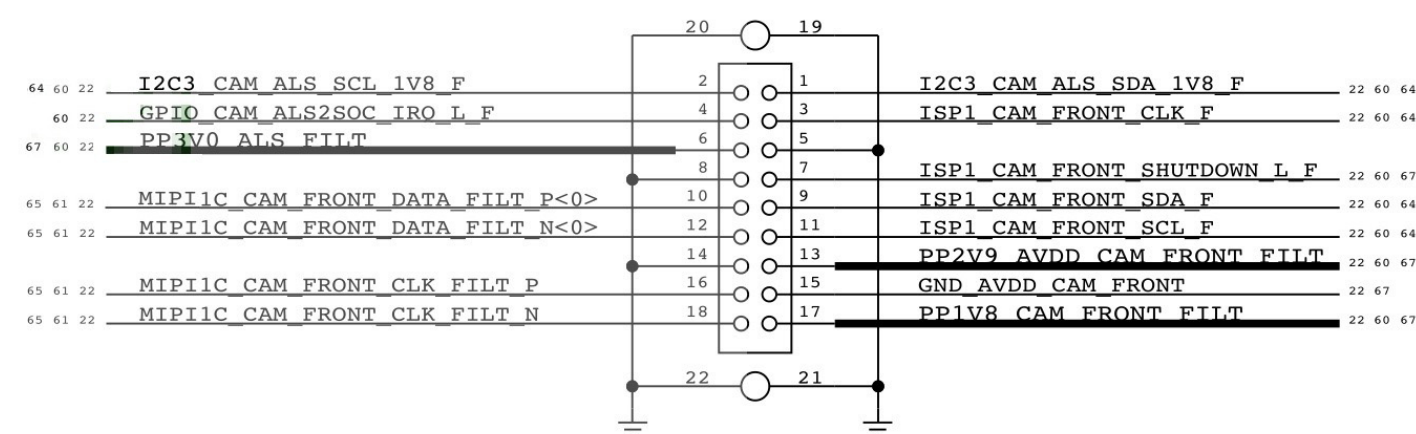 20 19
64 60 22 I2C3_CAM_ALS_SCL_1V8_F 2 1 I2C3_CAM_ALS_SDA_1V8_F 22 60 64
60 22 GPIO_CAM_ALS2SOC_IRQ_L_F 4 3 ISP1_CAM_FRONT_CLK_F 22 60 64
67 60 22 PP3V0_ALS_FILT 6 5
8 7 ISP1_CAM_FRONT_SHUTDOWN_L_F 22 60 67
65 61 22 MIPI1C_CAM_FRONT_DATA_FILT_P<0> 10 9 ISP1_CAM_FRONT_SDA_F 22 60 64
65 61 22 MIPI1C_CAM_FRONT_DATA_FILT_N<0> 12 11 ISP1_CAM_FRONT_SCL_F 22 60 64
14 13 PP2V9_AVDD_CAM_FRONT_FILT 22 60 67
65 61 22 MIPI1C_CAM_FRONT_CLK_FILT_P 16 15 GND_AVDD_CAM_FRONT 22 67
65 61 22 MIPI1C_CAM_FRONT_CLK_FILT_N 18 17 PP1V8_CAM_FRONT_FILT 22 60 67
22 21